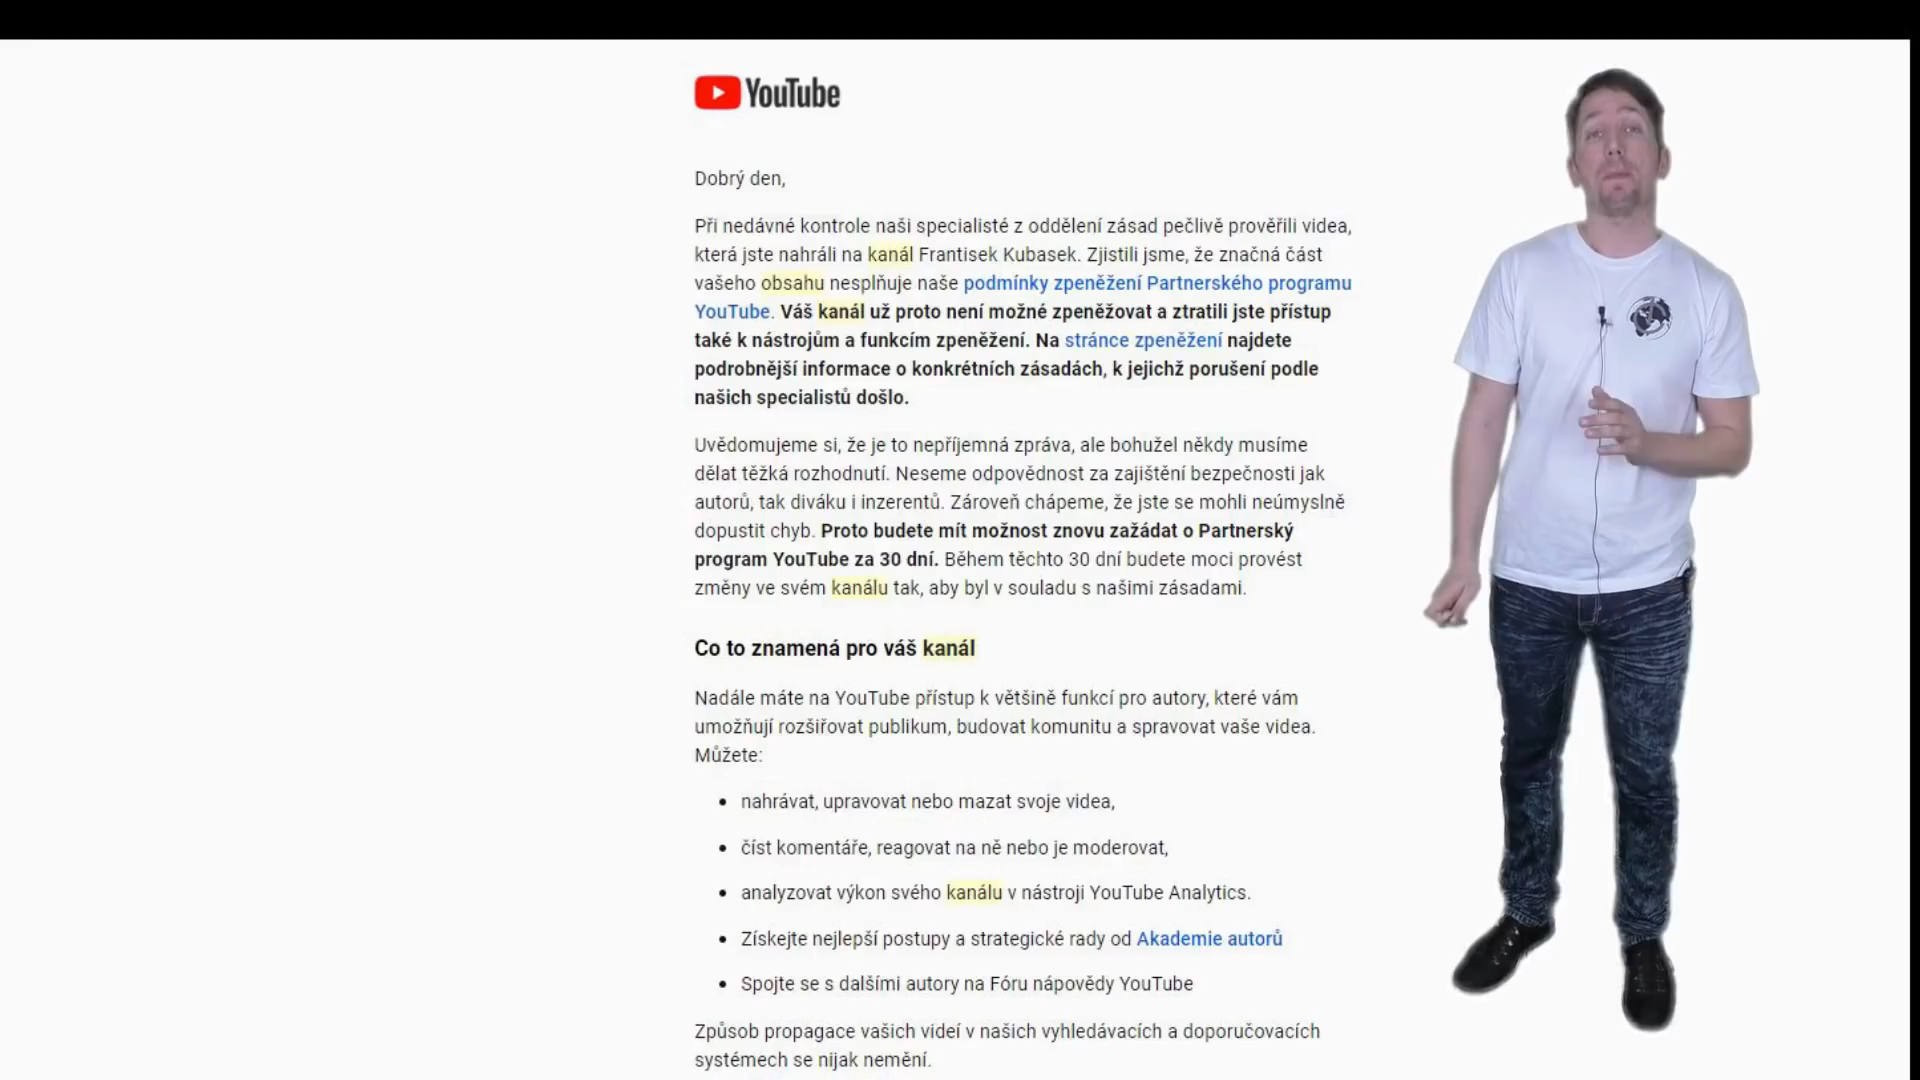 YouTube
Dobrý den,
Při nedávné kontrole naši specialisté z oddělení zásad pečlivě prověřili videa,
která jste nahráli na kanál Frantisek Kubasek. Zjistili jsme, že značná část
vašeho obsahu nesplňuje naše podmínky zpeněžení Partnerského programu
YouTube. Váš kanál už proto není možné zpeněžovat a ztratili jste přístup
také k nástrojům a funkcím zpeněžení. Na stránce zpeněžení najdete
podrobnější informace o konkrétních zásadách, k jejichž porušení podle
našich specialistů došlo.
Uvědomujeme si, že je to nepříjemná zpráva, ale bohužel někdy musíme
dělat těžká rozhodnutí. Neseme odpovědnost za zajištění bezpečnosti jak
autorů, tak diváku i inzerentů. Zároveň chápeme, že jste se mohli neúmyslně
dopustit chyb. Proto budete mít možnost znovu zažádat o Partnerský
program YouTube za 30 dní. Během těchto 30 dní budete moci provést
změny ve svém kanálu tak, aby byl v souladu s našimi zásadami.
Co to znamená pro váš kanál
Nadále máte na YouTube přístup k většině funkcí pro autory, které vám
umožňují rozšiřovat publikum, budovat komunitu a spravovat vaše videa.
Můžete:
• nahrávat, upravovat nebo mazat svoje videa,
• číst komentáře, reagovat na ně nebo je moderovat,
• analyzovat výkon svého kanálu v nástroji YouTube Analytics.
• Získejte nejlepší postupy a strategické rady od Akademie autorů
• Spojte se s dalšími autory na Fóru nápovědy YouTube
Způsob propagace vašich videí v našich vyhledávacích a doporučovacích
systémech se nijak nemění.